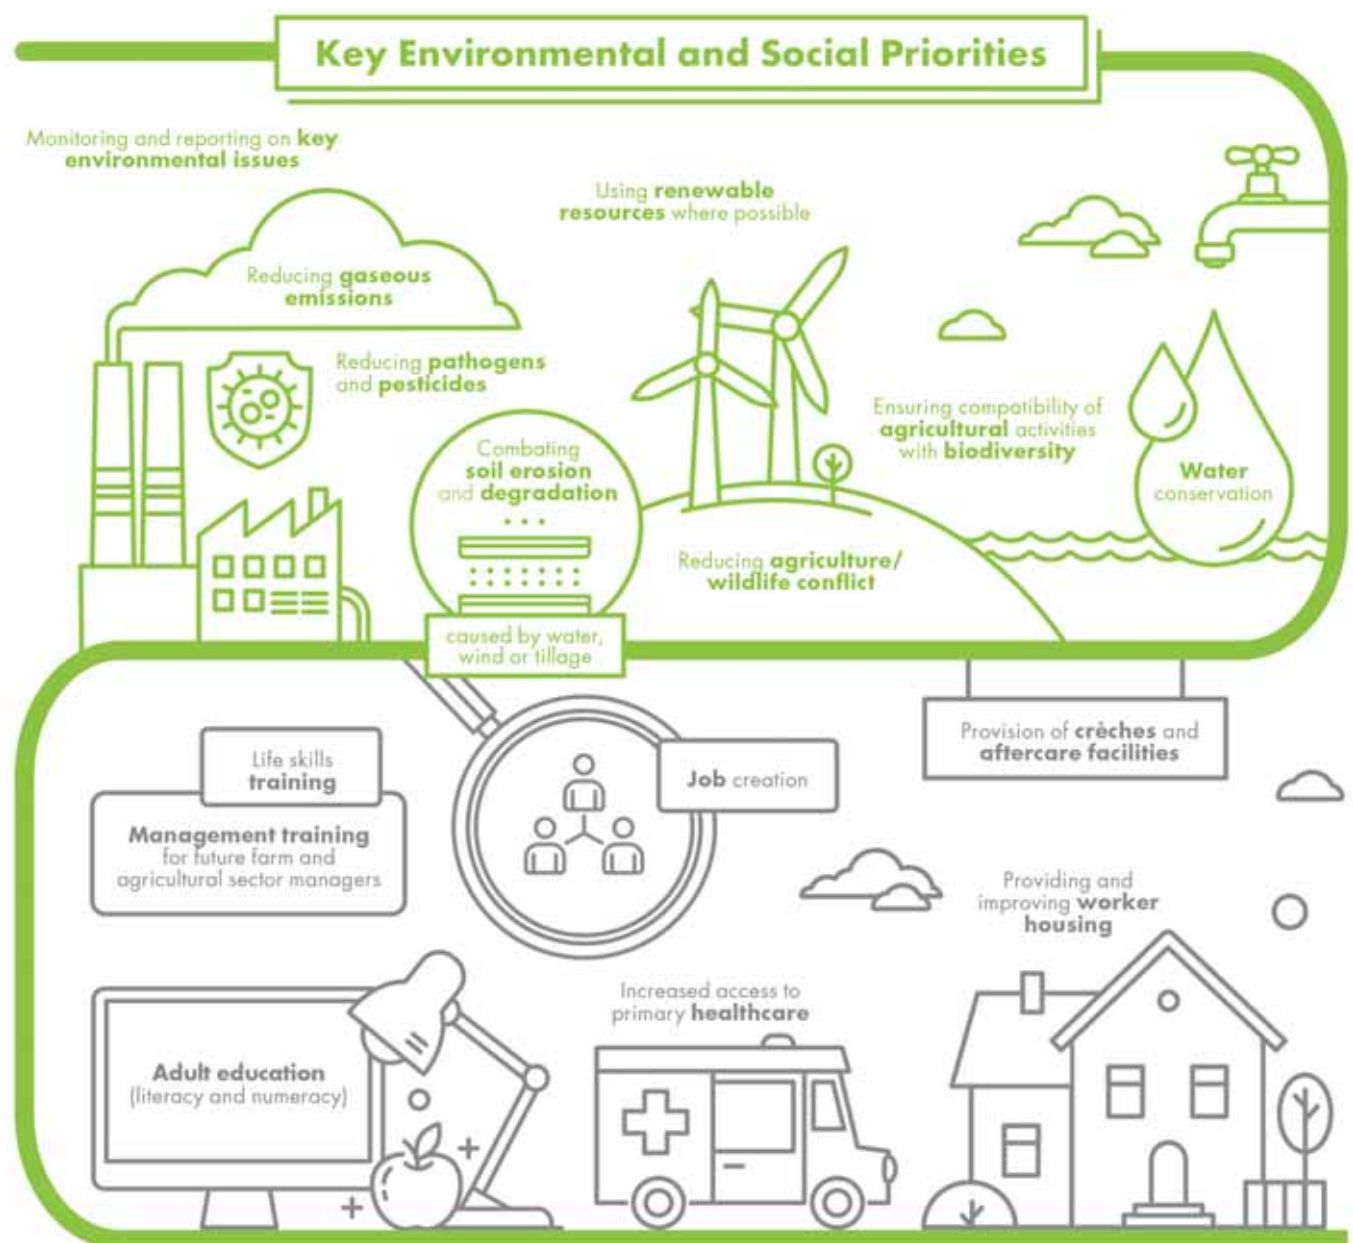 Key Environmental and Social Priorities
Monitoring and reporting on key
environmental issues
Using renewable
resources where possible
Reducing gaseous
emissions
Reducing pathogens
and pesticides
Combating
soil erosion
and degradation
caused by water,
wind or tillage
Ensuring compatibility of
agricultural activities
with biodiversity
Water
conservation
Reducing agriculture/
wildlife conflict
Life skills
training
Management training
for future farm and
agricultural sector managers
Job creation
Provision of crèches and
aftercare facilities
Providing and
improving worker
housing
Increased access to
primary healthcare
Adult education
(literacy and numeracy)